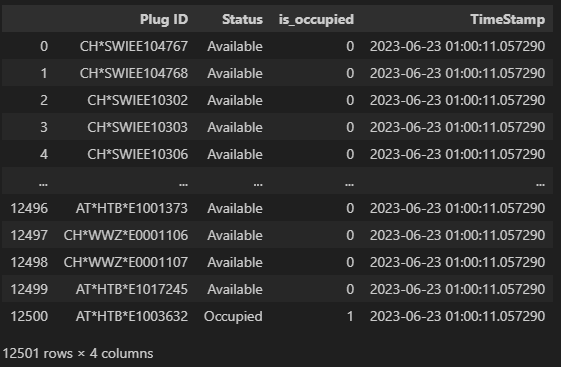 Plug ID Status is_occupied TimeStamp
0 CH*SWIEE104767 Available 0 2023-06-23 01:00:11.057290
1 CH*SWIEE104768 Available 0 2023-06-23 01:00:11.057290
2 CH*SWIEE10302 Available 0 2023-06-23 01:00:11.057290
3 CH*SWIEE10303 Available 0 2023-06-23 01:00:11.057290
4 CH*SWIEE10306 Available 0 2023-06-23 01:00:11.057290
... ... ... ... ...
12496 AT*HTB*E1001373 Available 0 2023-06-23 01:00:11.057290
12497 CH*WWZ*E0001106 Available 0 2023-06-23 01:00:11.057290
12498 CH*WWZ*E0001107 Available 0 2023-06-23 01:00:11.057290
12499 AT*HTB*E1017245 Available 0 2023-06-23 01:00:11.057290
12500 AT*HTB*E1003632 Occupied 1 2023-06-23 01:00:11.057290
12501 rows × 4 columns